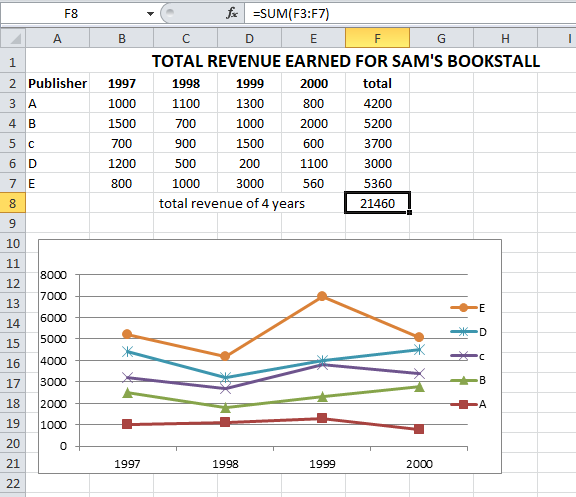 F8 fx =SUM(F3:F7)
A B C D E F G H I
1 TOTAL REVENUE EARNED FOR SAM'S BOOKSTALL
2 Publisher 1997 1998 1999 2000 total
3 A 1000 1100 1300 800 4200
4 B 1500 700 1000 2000 5200
5 c 700 900 1500 600 3700
6 D 1200 500 200 1100 3000
7 E 800 1000 3000 560 5360
8 total revenue of 4 years 21460
9
10
11
12
13
14
15
16
17
18
19
20
21
22
8000
7000
6000
5000
4000
3000
2000
1000
0
1997 1998 1999 2000
E
D
c
B
A